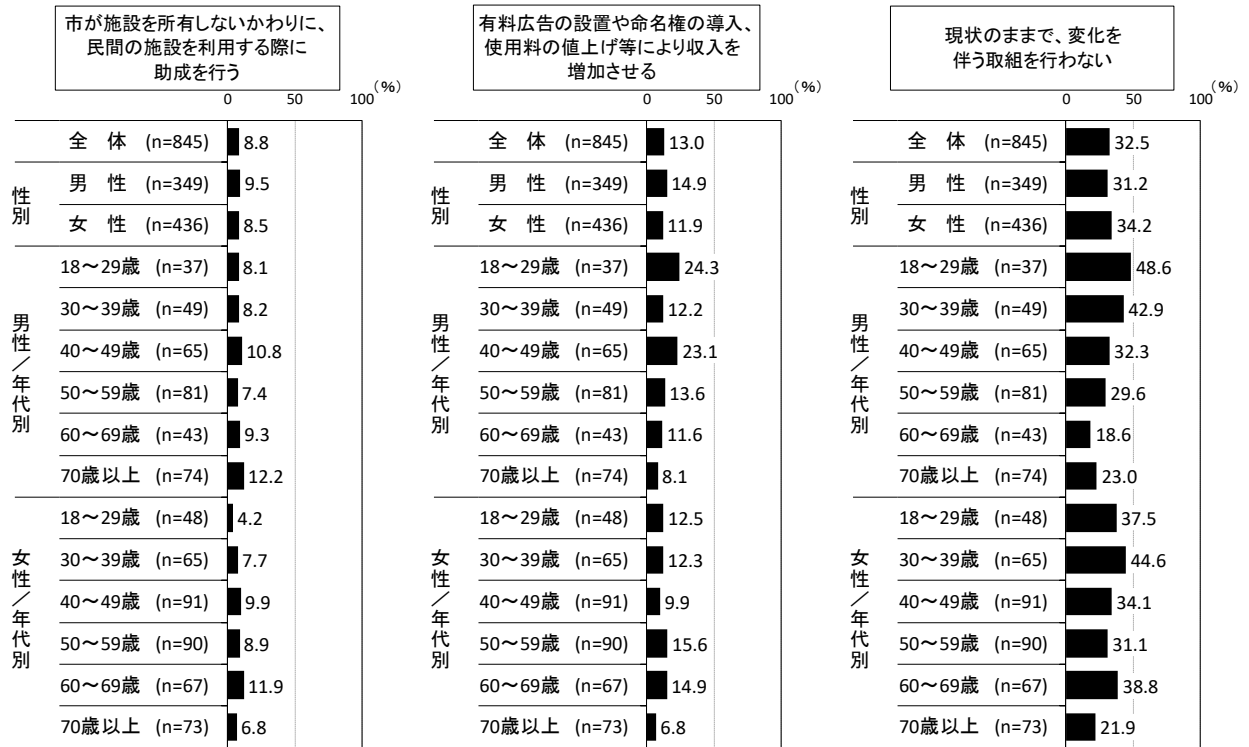 市が施設を所有しないかわりに、
民間の施設を利用する際に
助成を行う
0 50 100 (%)
全 体 (n=845) 8.8
性別
男 性 (n=349) 9.5
女 性 (n=436) 8.5
男性/年代別
18～29歳 (n=37) 8.1
30～39歳 (n=49) 8.2
40～49歳 (n=65) 10.8
50～59歳 (n=81) 7.4
60～69歳 (n=43) 9.3
70歳以上 (n=74) 12.2
女性/年代別
18～29歳 (n=48) 4.2
30～39歳 (n=65) 7.7
40～49歳 (n=91) 9.9
50～59歳 (n=90) 8.9
60～69歳 (n=67) 11.9
70歳以上 (n=73) 6.8
有料広告の設置や命名権の導入、
使用料の値上げ等により収入を
増加させる
0 50 100 (%)
全 体 (n=845) 13.0
性別
男 性 (n=349) 14.9
女 性 (n=436) 11.9
男性/年代別
18～29歳 (n=37) 24.3
30～39歳 (n=49) 12.2
40～49歳 (n=65) 23.1
50～59歳 (n=81) 13.6
60～69歳 (n=43) 11.6
70歳以上 (n=74) 8.1
女性/年代別
18～29歳 (n=48) 12.5
30～39歳 (n=65) 12.3
40～49歳 (n=91) 9.9
50～59歳 (n=90) 15.6
60～69歳 (n=67) 14.9
70歳以上 (n=73) 6.8
現状のままで、変化を
伴う取組を行わない
0 50 100 (%)
全 体 (n=845) 32.5
性別
男 性 (n=349) 31.2
女 性 (n=436) 34.2
男性/年代別
18～29歳 (n=37) 48.6
30～39歳 (n=49) 42.9
40～49歳 (n=65) 32.3
50～59歳 (n=81) 29.6
60～69歳 (n=43) 18.6
70歳以上 (n=74) 23.0
女性/年代別
18～29歳 (n=48) 37.5
30～39歳 (n=65) 44.6
40～49歳 (n=91) 34.1
50～59歳 (n=90) 31.1
60～69歳 (n=67) 38.8
70歳以上 (n=73) 21.9